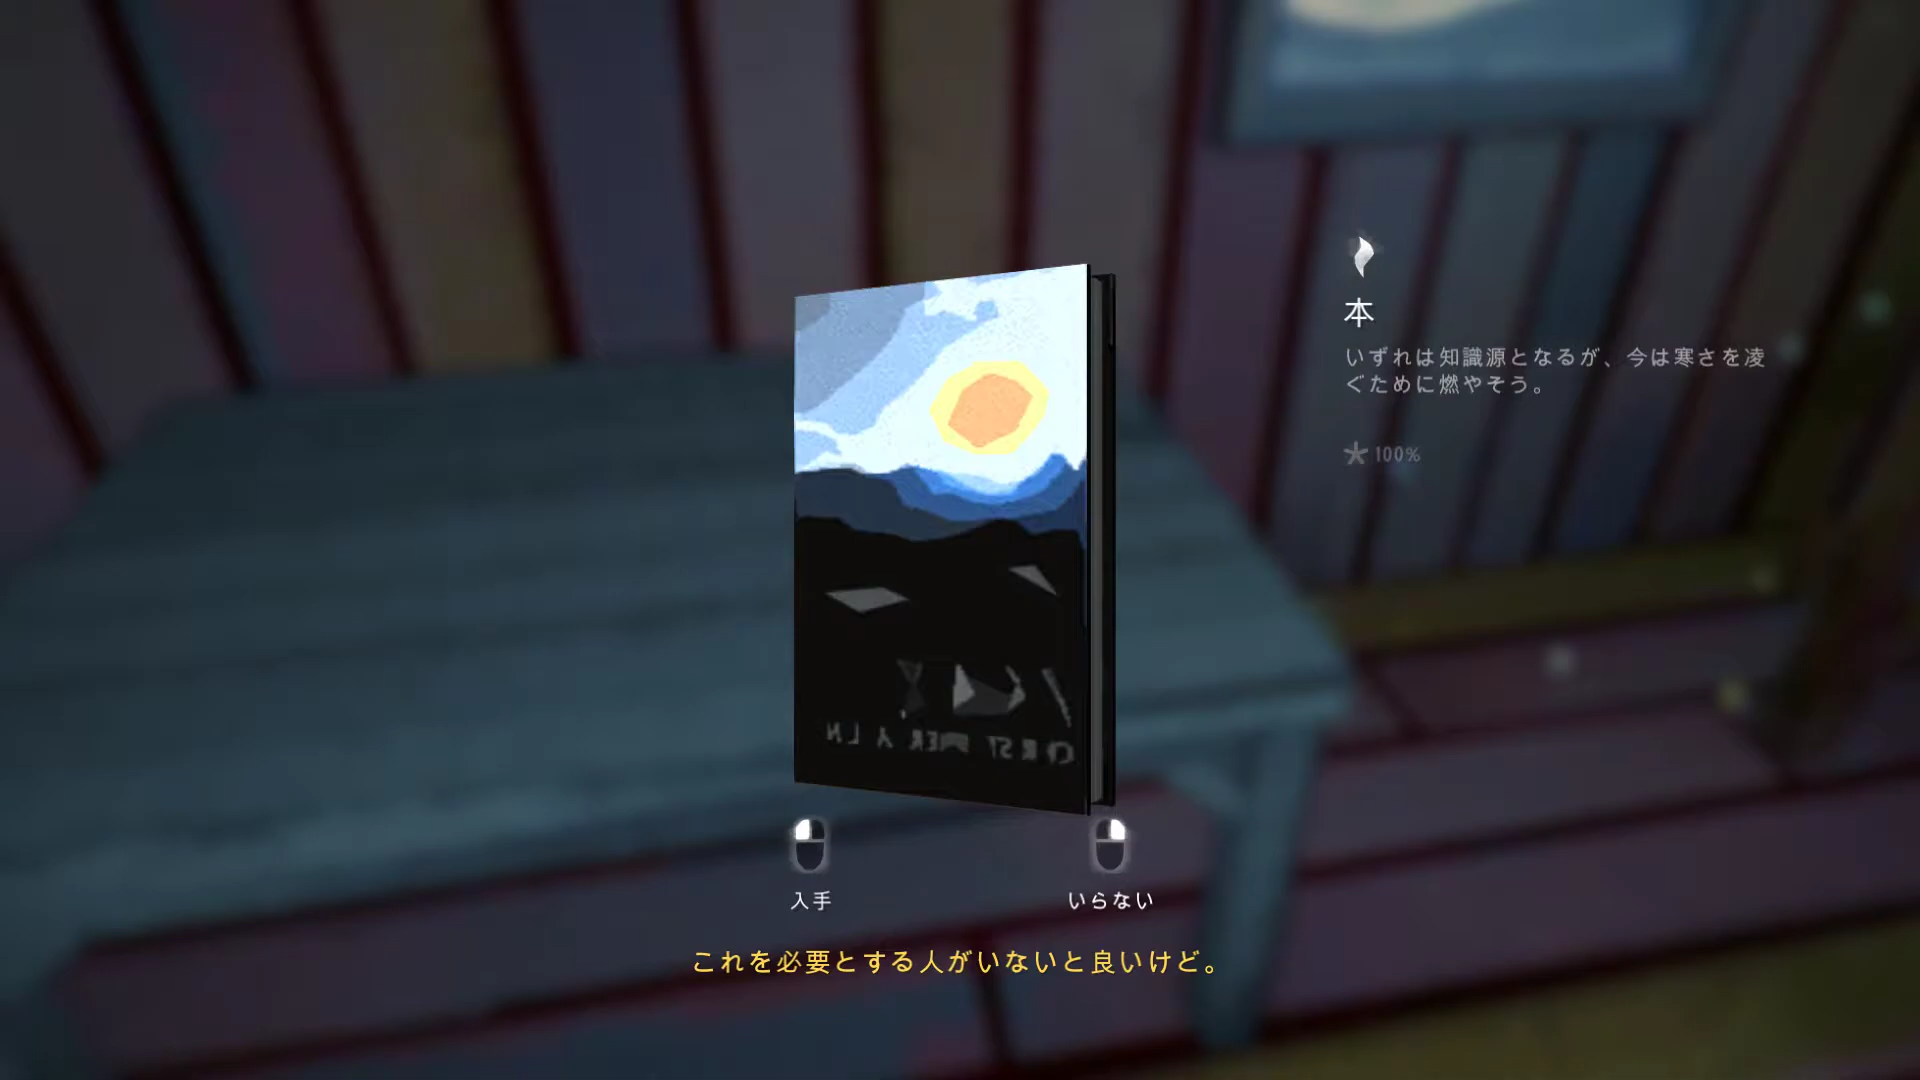 本
いずれは知識源となるが、今は寒さを凌
ぐために燃やそう。
100%
入手
いらない
これを必要とする人がいないと良いけど。